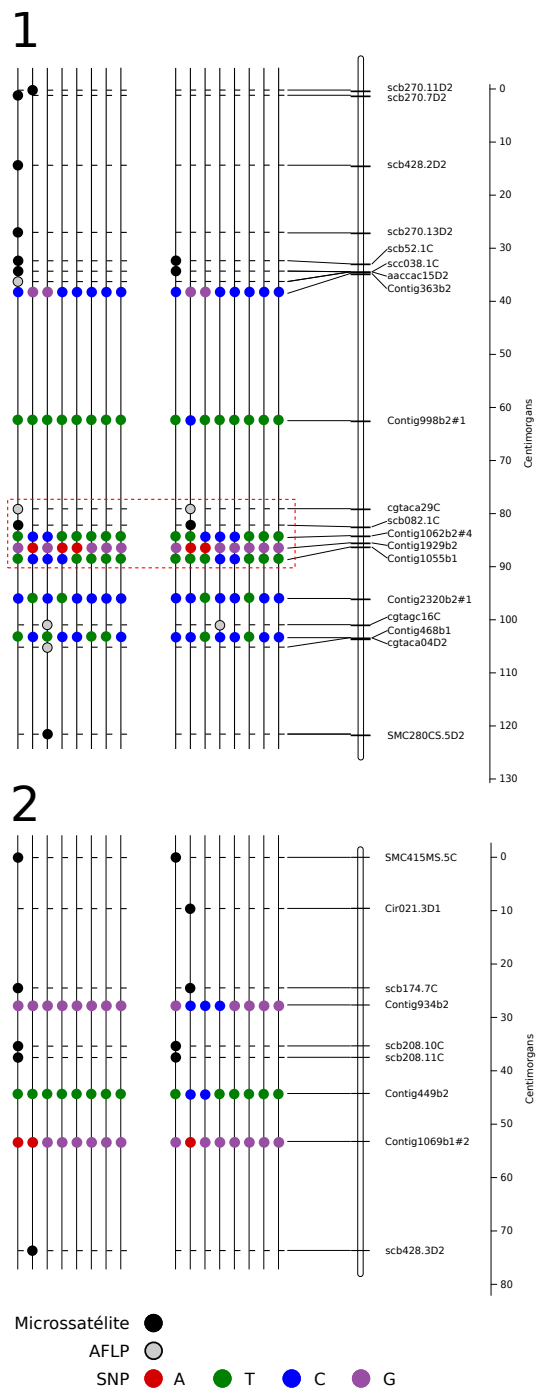 1
scb270.11D2
scb270.7D2
scb428.2D2
scb270.13D2
scb52.1C
scc038.1C
aaccac15D2
Contig363b2
Contig998b2#1
cgtaca29C
scb082.1C
Contig1062b2#4
Contig1929b2
Contig1055b1
Contig2320b2#1
cgtagc16C
Contig468b1
cgtaca04D2
SMC280CS.5D2
0
10
20
30
40
50
60
70
80
90
100
110
120
130
Centimorgans
2
SMC415MS.5C
Cir021.3D1
scb174.7C
Contig934b2
scb208.10C
scb208.11C
Contig449b2
Contig1069b1#2
scb428.3D2
0
10
20
30
40
50
60
70
80
Centimorgans
Microssatélite
AFLP
SNP A T C G